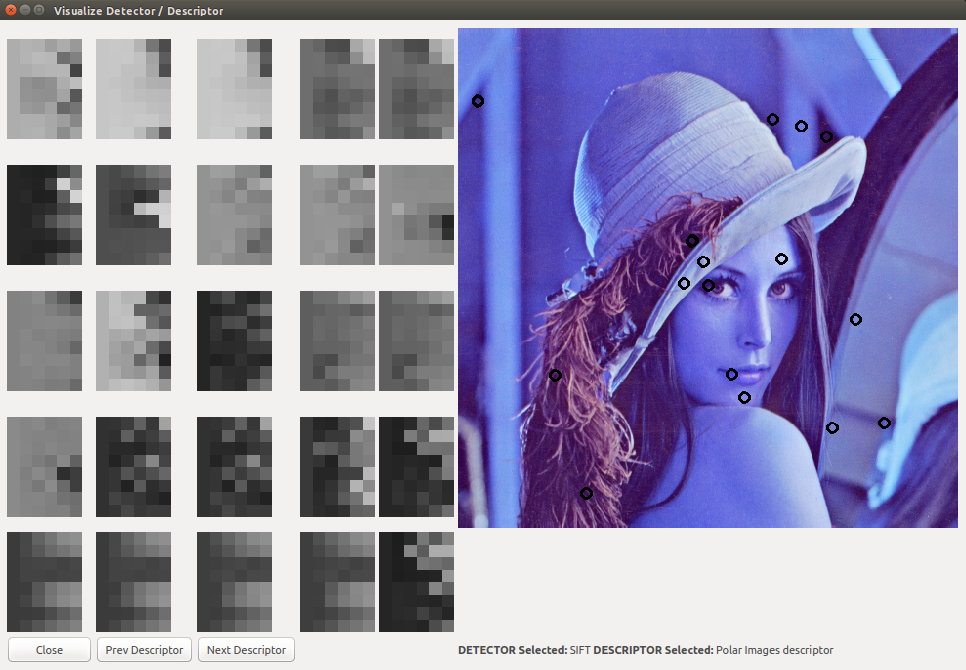 Visualize Detector / Descriptor
Close
Prev Descriptor
Next Descriptor
DETECTOR Selected: SIFT DESCRIPTOR Selected: Polar Images descriptor